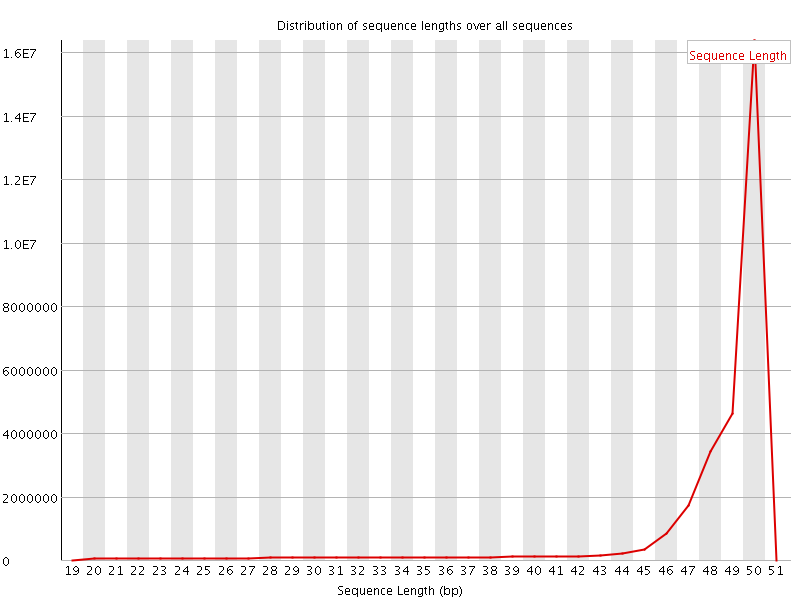 Distribution of sequence lengths over all sequences
1.6E7
Sequence Length
1.4E7
1.2E7
1.0E7
8000000
6000000
4000000
2000000
0
19 20 21 22 23 24 25 26 27 28 29 30 31 32 33 34 35 36 37 38 39 40 41 42 43 44 45 46 47 48 49 50 51
Sequence Length (bp)